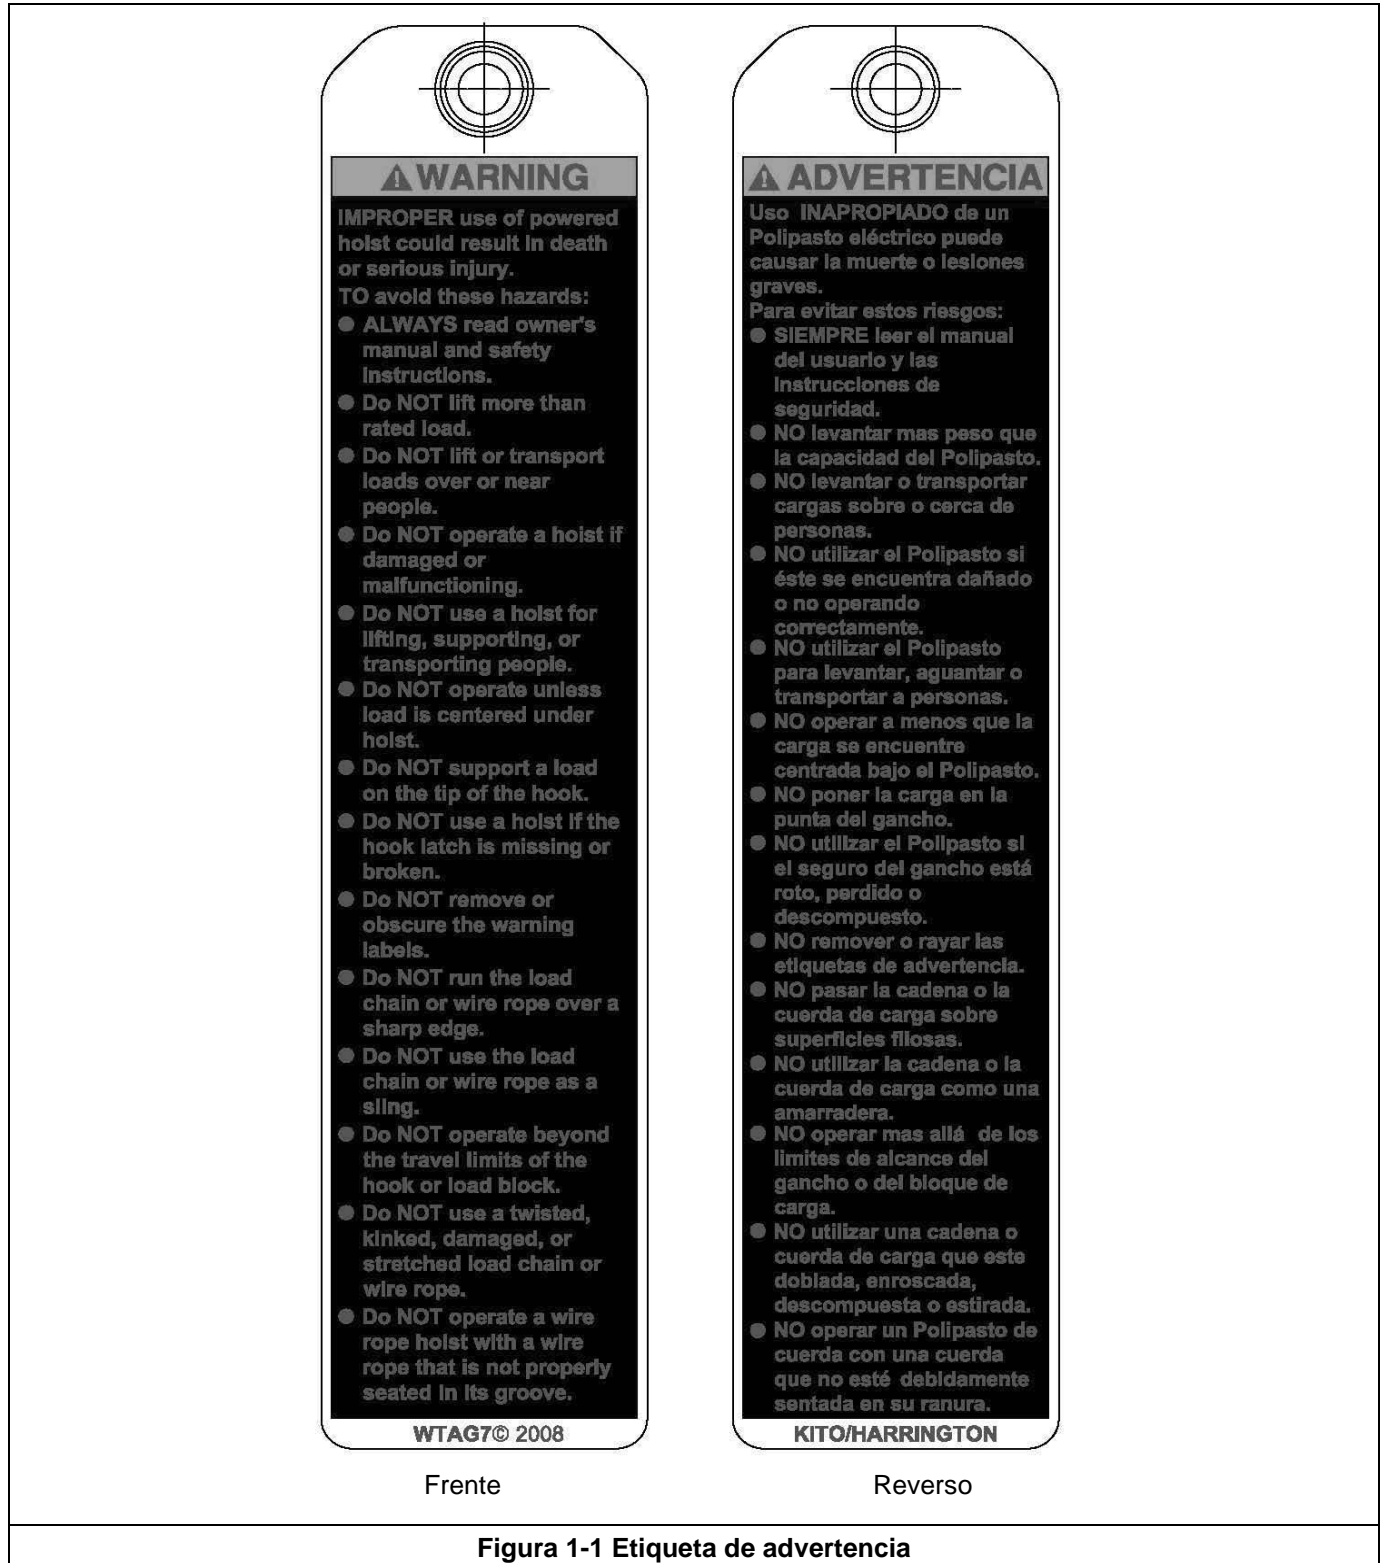 WARNING
IMPROPER use of powered
hoist could result in death
or serious injury.
TO avoid these hazards:
● ALWAYS read owner's
manual and safety
instructions.
● Do NOT lift more than
rated load.
● Do NOT lift or transport
loads over or near
people.
● Do NOT operate a hoist if
damaged or
malfunctioning.
● Do NOT use a hoist for
lifting, supporting, or
transporting people.
● Do NOT operate unless
load is centered under
hoist.
● Do NOT support a load
on the tip of the hook.
● Do NOT use a hoist if the
hook latch is missing or
broken.
● Do NOT remove or
obscure the warning
labels.
● Do NOT run the load
chain or wire rope over a
sharp edge.
● Do NOT use the load
chain or wire rope as a
sling.
● Do NOT operate beyond
the travel limits of the
hook or load block.
● Do NOT use a twisted,
kinked, damaged, or
stretched load chain or
wire rope.
● Do NOT operate a wire
rope hoist with a wire
rope that is not properly
seated in its groove.
WTAG7© 2008
Frente
ADVERTENCIA
Uso INAPROPIADO de un
Polipasto eléctrico puede
causar la muerte o lesiones
graves.
Para evitar estos riesgos:
● SIEMPRE leer el manual
del usuario y las
instrucciones de
seguridad.
● NO levantar mas peso que
la capacidad del Polipasto.
● NO levantar o transportar
cargas sobre o cerca de
personas.
● NO utilizar el Polipasto si
éste se encuentra dañado
o no operando
correctamente.
● NO utilizar el Polipasto
para levantar, aguantar o
transportar a personas.
● NO operar a menos que la
carga se encuentre
centrada bajo el Polipasto.
● NO poner la carga en la
punta del gancho.
● NO utilizar el Polipasto si
el seguro del gancho está
roto, perdido o
descompuesto.
● NO remover o rayar las
etiquetas de advertencia.
● NO pasar la cadena o la
cuerda de carga sobre
superficies filosas.
● NO utilizar la cadena o la
cuerda de carga como una
amarradera.
● NO operar mas allá de los
limites de alcance del
gancho o del bloque de
carga.
● NO utilizar una cadena o
cuerda de carga que este
doblada, enroscada,
descompuesta o estirada.
● NO operar un Polipasto de
cuerda con una cuerda
que no esté debidamente
sentada en su ranura.
KITO/HARRINGTON
Reverso
Figura 1-1 Etiqueta de advertencia